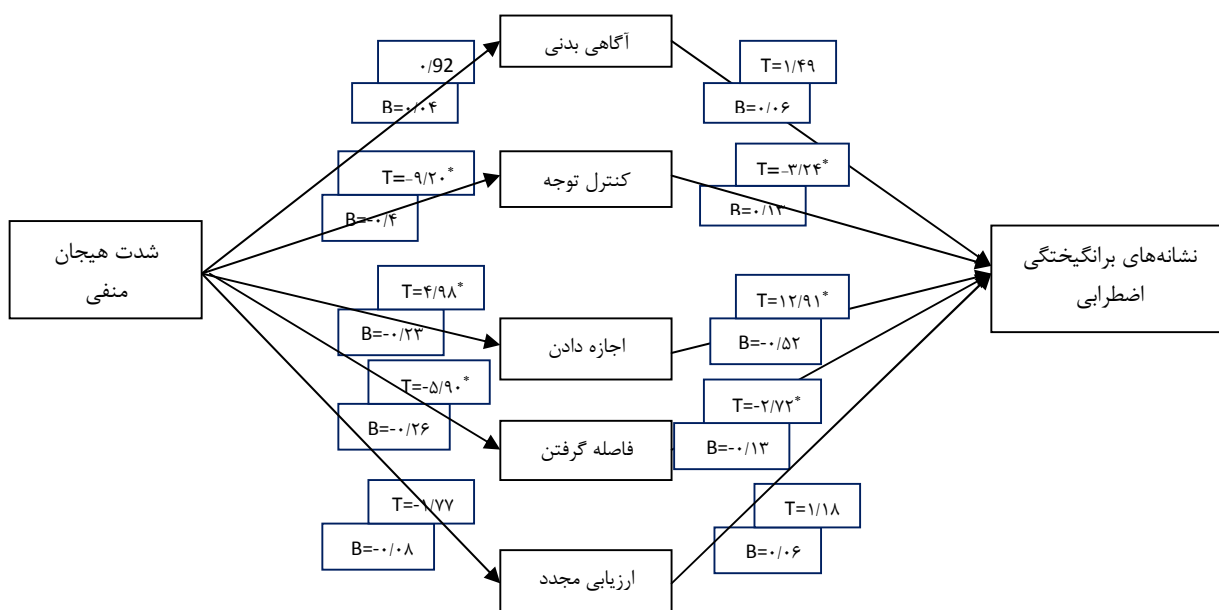 آگاهی بدنی
۰/92
T=۱/۴۹
B=۰/۰۴
B=۰/۰۶
T=-۹/۲۰*
کنترل توجه
T=-۳/۲۴*
B=-۰/۴
B=۰/۱۳
شدت هیجان
منفی
نشانه‌های برانگیختگی
اضطرابی
T=۴/۹۸*
T=۱۲/۹۱*
B=-۰/۲۳
اجازه دادن
B=-۰/۵۲
T=-۵/۹۰*
T=-۲/۷۲*
B=-۰/۲۶
فاصله گرفتن
B=-۰/۱۳
T=-۱/۷۷
T=۱/۱۸
B=-۰/۰۸
B=۰/۰۶
ارزیابی مجدد